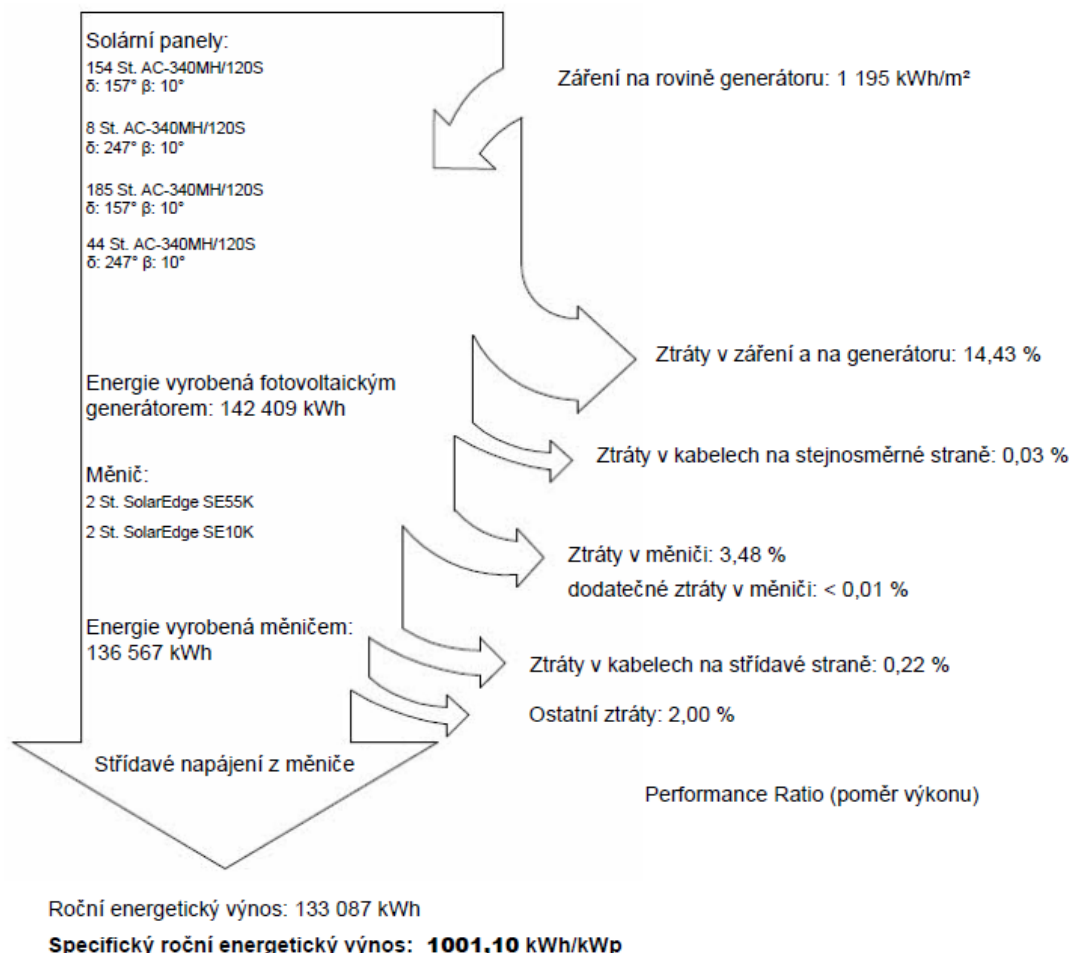 Solární panely:
154 St. AC-340MH/120S
δ: 157° β: 10°
Záření na rovině generátoru: 1 195 kWh/m²
8 St. AC-340MH/120S
δ: 247° β: 10°
185 St. AC-340MH/120S
δ: 157° β: 10°
44 St. AC-340MH/120S
δ: 247° β: 10°
Ztráty v záření a na generátoru: 14,43 %
Energie vyrobená fotovoltaickým
generátorem: 142 409 kWh
Ztráty v kabelech na stejnosměrné straně: 0,03 %
Měnič:
2 St. SolarEdge SE55K
2 St. SolarEdge SE10K
Ztráty v měniči: 3,48 %
dodatečné ztráty v měniči: < 0,01 %
Energie vyrobená měničem:
136 567 kWh
Ztráty v kabelech na střídavé straně: 0,22 %
Ostatní ztráty: 2,00 %
Střídavé napájení z měniče
Performance Ratio (poměr výkonu)
Roční energetický výnos: 133 087 kWh
Specifický roční energetický výnos: 1001,10 kWh/kWp